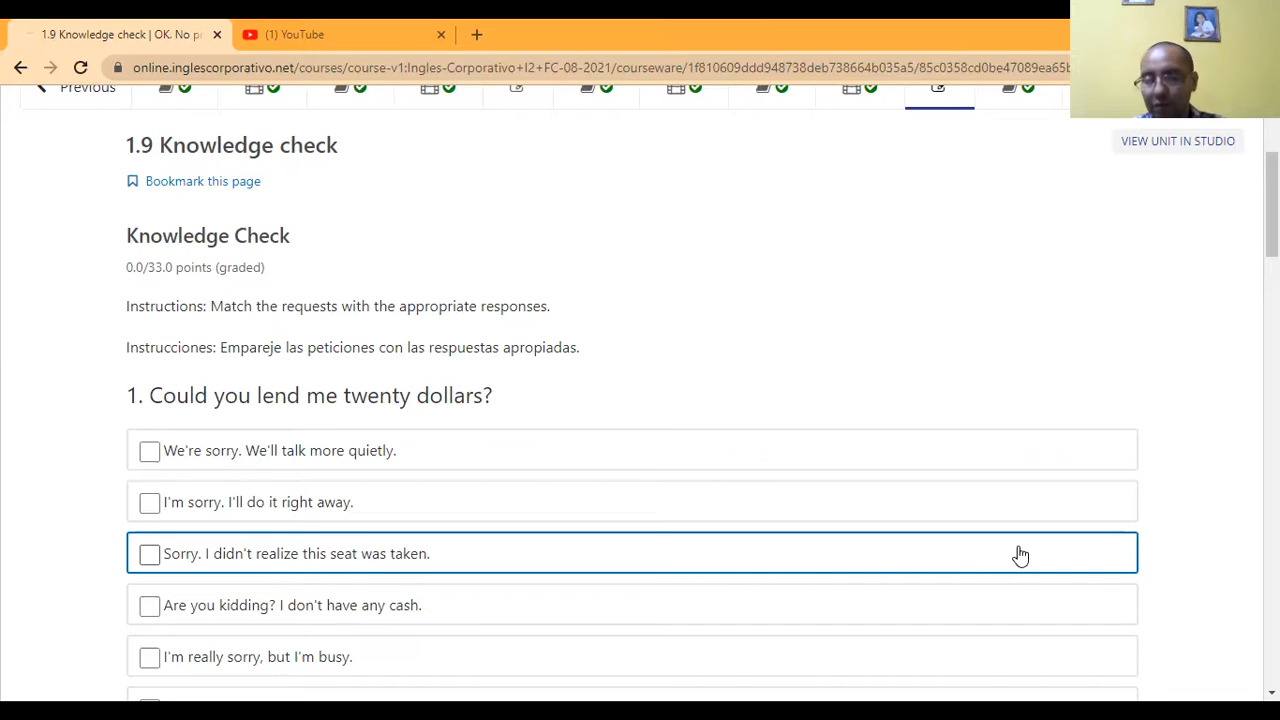 1.9 Knowledge check | OK. No pr
(1) YouTube
online.inglescorporativo.net/courses/course-v1:Ingles-Corporativo+I2+FC-08-2021/courseware/1f810609ddd948738deb738664b035a5/85c0358cd0be47089ea65b
Previous
1.9 Knowledge check
VIEW UNIT IN STUDIO
Bookmark this page
Knowledge Check
0.0/33.0 points (graded)
Instructions: Match the requests with the appropriate responses.
Instrucciones: Empareje las peticiones con las respuestas apropiadas.
1. Could you lend me twenty dollars?
We're sorry. We'll talk more quietly.
I'm sorry. I'll do it right away.
Sorry. I didn't realize this seat was taken.
Are you kidding? I don't have any cash.
I'm really sorry, but I'm busy.